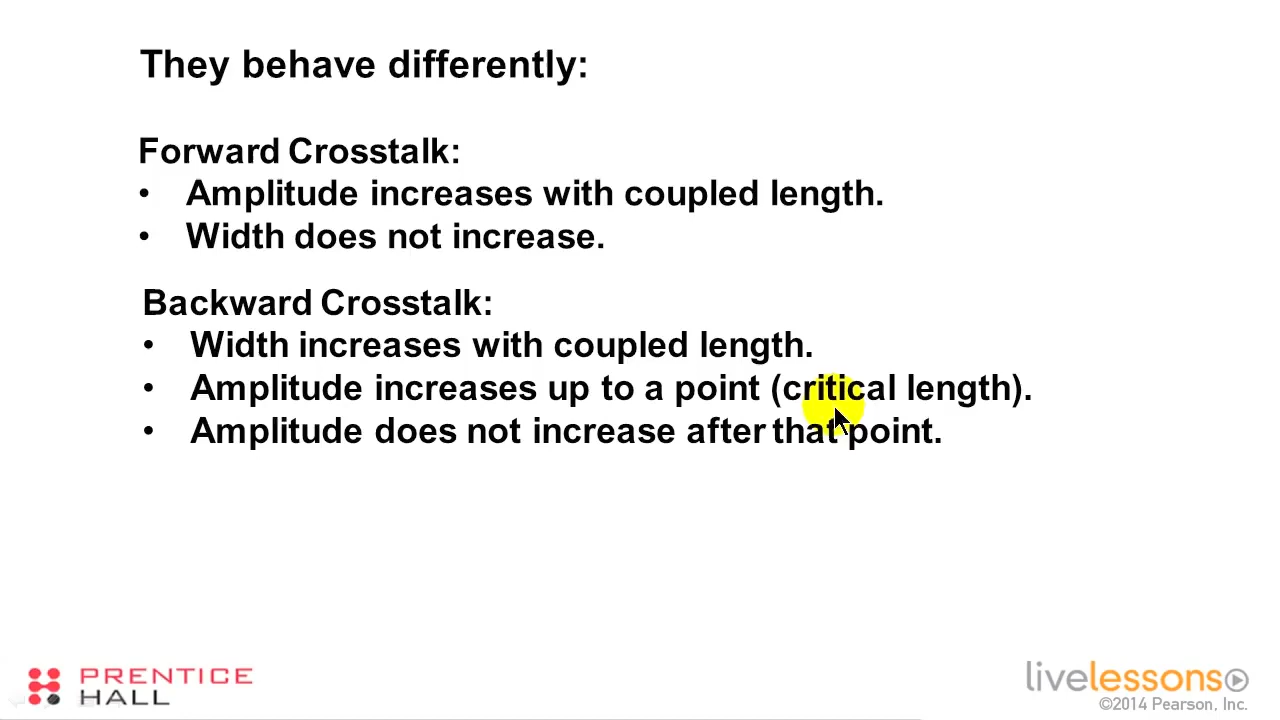 They behave differently:
Forward Crosstalk:
• Amplitude increases with coupled length.
• Width does not increase.
Backward Crosstalk:
• Width increases with coupled length.
• Amplitude increases up to a point (critical length).
• Amplitude does not increase after that point.
PRENTICE
HALL
livelessons
©2014 Pearson, Inc.